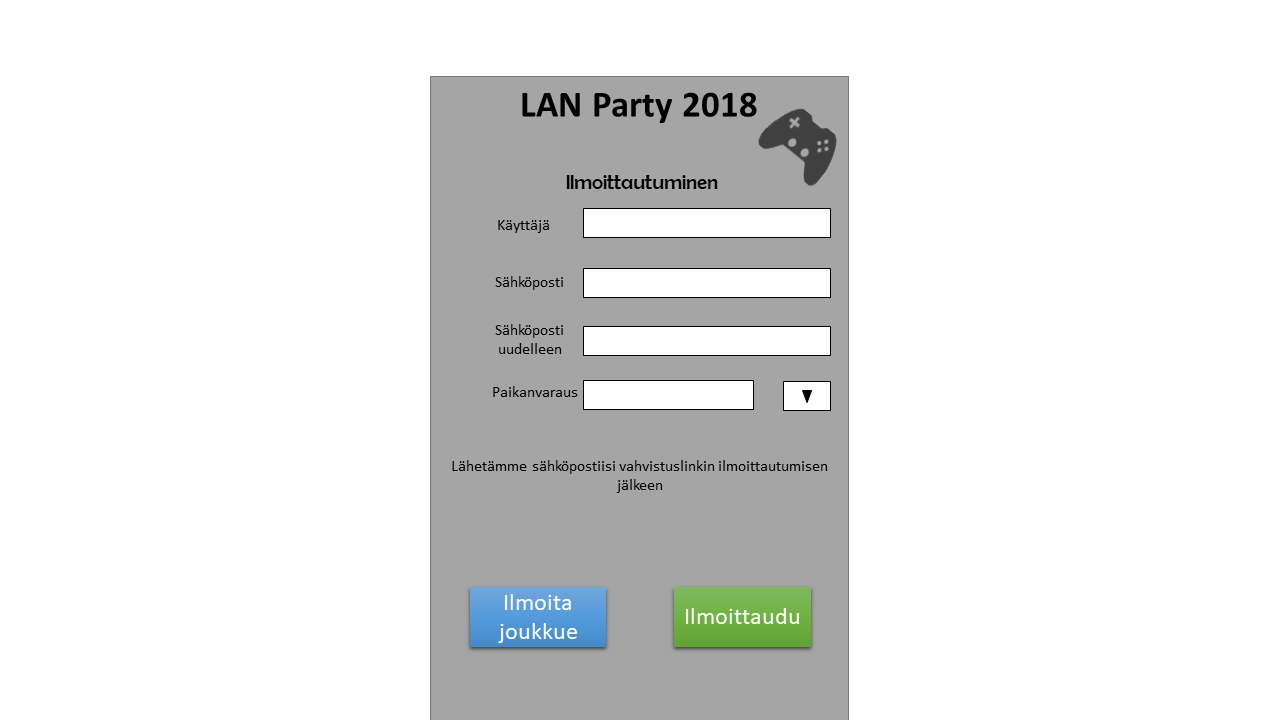 LAN Party 2018
Ilmoittautuminen
Käyttäjä
Sähköposti
Sähköposti
uudelleen
Paikanvaraus
Lähetämme sähköpostiisi vahvistuslinkin ilmoittautumisen
jälkeen
Ilmoita
joukkue
Ilmoittaudu